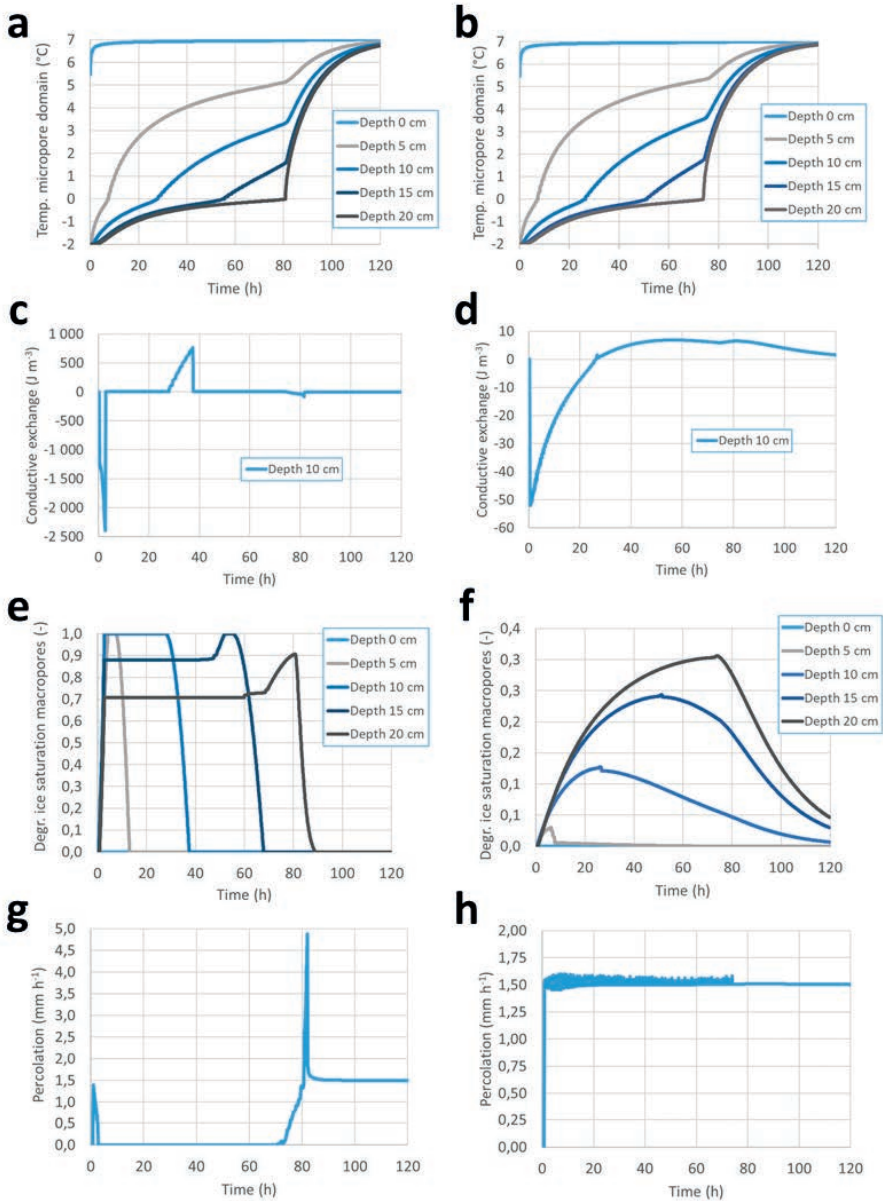 a
Temp. micropore domain (°C)
7
6
5
4
3
2
1
0
-1
-2
0 20 40 60 80 100 120
Time (h)
Depth 0 cm
Depth 5 cm
Depth 10 cm
Depth 15 cm
Depth 20 cm
b
Temp. micropore domain (°C)
7
6
5
4
3
2
1
0
-1
-2
0 20 40 60 80 100 120
Time (h)
Depth 0 cm
Depth 5 cm
Depth 10 cm
Depth 15 cm
Depth 20 cm
c
Conductive exchange (J m⁻³)
1 000
500
0
-500
-1 000
-1 500
-2 000
-2 500
0 20 40 60 80 100 120
Time (h)
Depth 10 cm
d
Conductive exchange (J m⁻³)
10
0
-10
-20
-30
-40
-50
-60
0 20 40 60 80 100 120
Time (h)
Depth 10 cm
e
Degr. ice saturation macropores (-)
1,0
0,9
0,8
0,7
0,6
0,5
0,4
0,3
0,2
0,1
0,0
0 20 40 60 80 100 120
Time (h)
Depth 0 cm
Depth 5 cm
Depth 10 cm
Depth 15 cm
Depth 20 cm
f
Degr. ice saturation macropores (-)
0,4
0,3
0,3
0,2
0,2
0,1
0,1
0,0
0 20 40 60 80 100 120
Time (h)
Depth 0 cm
Depth 5 cm
Depth 10 cm
Depth 15 cm
Depth 20 cm
g
Percolation (mm h⁻¹)
5,0
4,5
4,0
3,5
3,0
2,5
2,0
1,5
1,0
0,5
0,0
0 20 40 60 80 100 120
Time (h)
h
Percolation (mm h⁻¹)
2,00
1,75
1,50
1,25
1,00
0,75
0,50
0,25
0,00
0 20 40 60 80 100 120
Time (h)